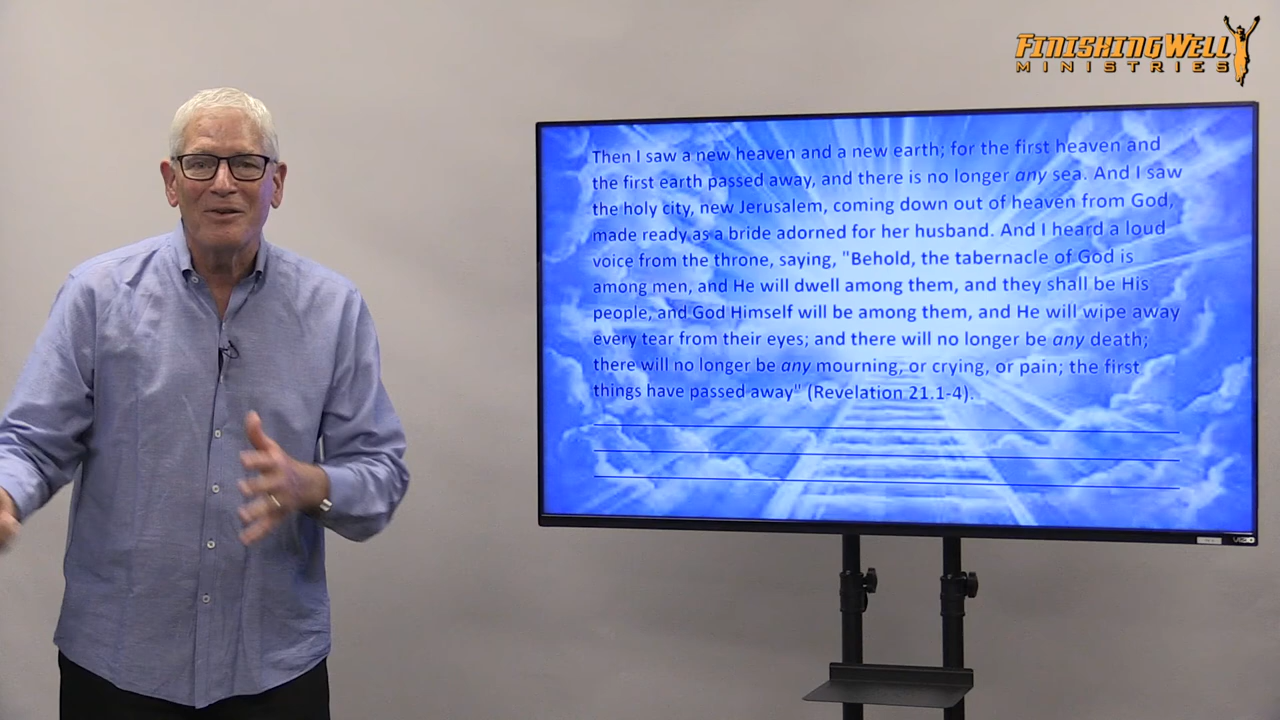 FINISHINGWELL
MINISTRIES
Then I saw a new heaven and a new earth; for the first heaven and
the first earth passed away, and there is no longer any sea. And I saw
the holy city, new Jerusalem, coming down out of heaven from God,
made ready as a bride adorned for her husband. And I heard a loud
voice from the throne, saying, "Behold, the tabernacle of God is
among men, and He will dwell among them, and they shall be His
people, and God Himself will be among them, and He will wipe away
every tear from their eyes; and there will no longer be any death;
there will no longer be any mourning, or crying, or pain; the first
things have passed away" (Revelation 21.1-4).
VIZIO